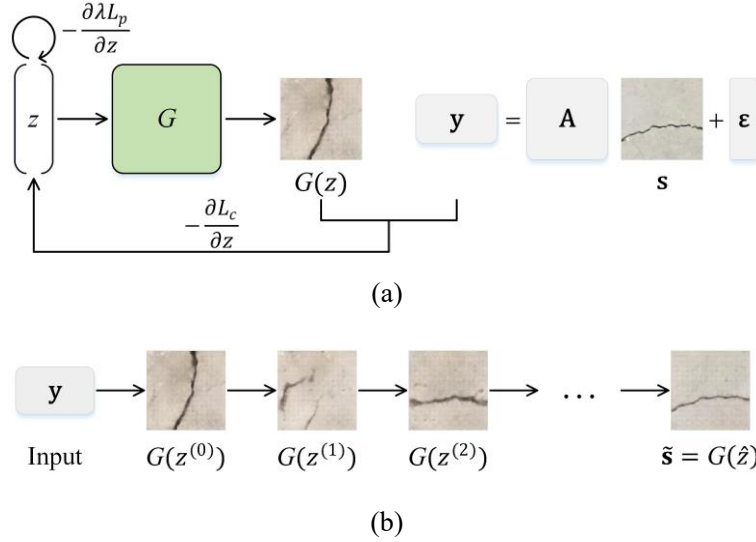 −∂λL_p/∂z
z G y = A + ε
G(z) s
−∂L_c/∂z
(a)
y ...
Input G(z^(0)) G(z^(1)) G(z^(2)) s̃ = G(ẑ)
(b)